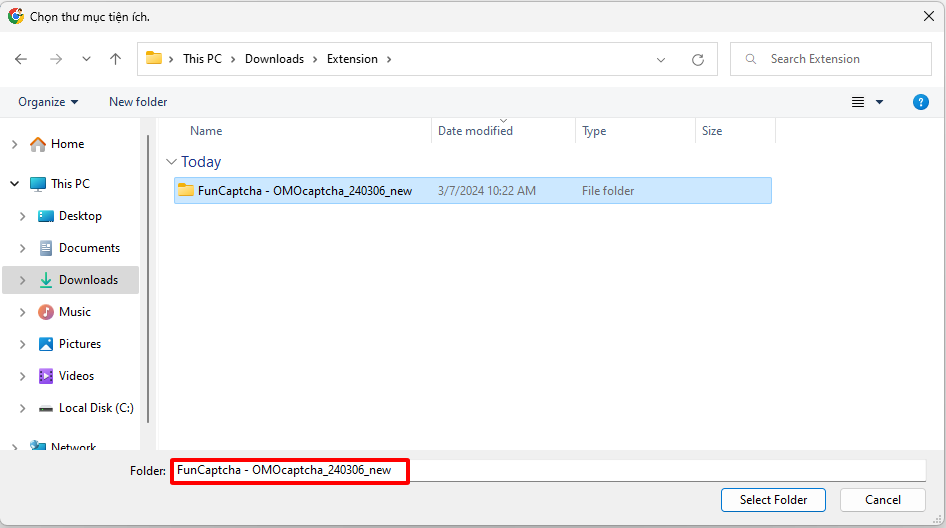 Chọn thư mục tiện ích.
This PC > Downloads > Extension >
Search Extension
Organize
New folder
?
Name
Date modified
Type
Size
Today
FunCaptcha - OMOcaptcha_240306_new
3/7/2024 10:22 AM
File folder
Home
This PC
Desktop
Documents
Downloads
Music
Pictures
Videos
Local Disk (C:)
Network
Folder:
FunCaptcha - OMOcaptcha_240306_new
Select Folder
Cancel